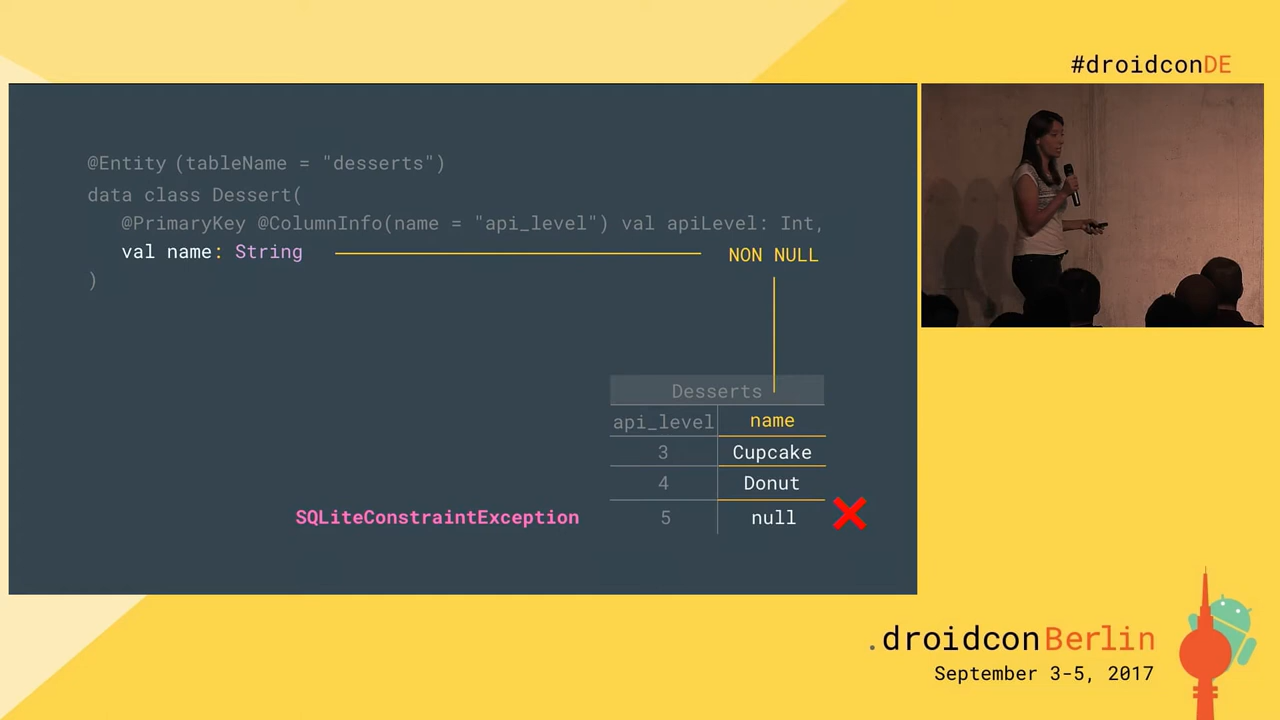 #droidconDE
@Entity (tableName = "desserts")
data class Dessert(
@PrimaryKey @ColumnInfo(name = "api_level") val apiLevel: Int,
val name: String
NON NULL
)
Desserts
api_level name
3 Cupcake
4 Donut
SQLiteConstraintException 5 null
.droidconBerlin
September 3-5, 2017